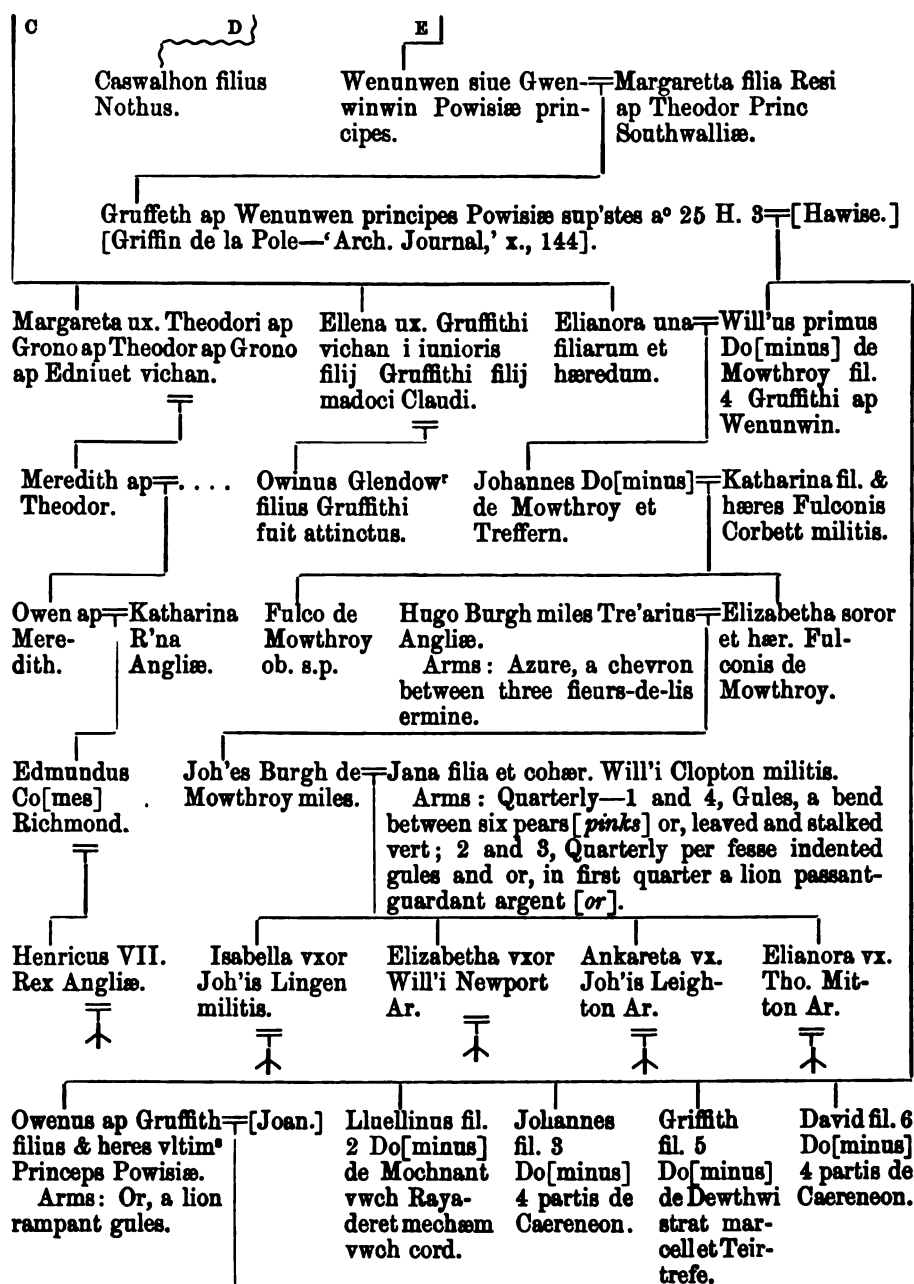 C
D
E
Caswalhon filius
Nothus.
Wenunwen siue Gwen-
winwin Powisiæ prin-
cipes.
Margaretta filia Resi
ap Theodor Princ
Southwalliæ.
Gruffeth ap Wenunwen principes Powisiæ sup'stes aº 25 H. 3
[Hawise.]
[Griffin de la Pole—'Arch. Journal,' x., 144].
Margareta ux. Theodori ap
Grono ap Theodor ap Grono
ap Edniuet vichan.
Ellena ux. Gruffithi
vichan i iunioris
filij Gruffithi filij
madoci Claudi.
Elianora una
filiarum et
hæredum.
Will'us primus
Do[minus] de
Mowthroy fil.
4 Gruffithi ap
Wenunwin.
Meredith ap
Theodor.
. . . .
Owinus Glendowʳ
filius Gruffithi
fuit attinctus.
Johannes Do[minus]
de Mowthroy et
Treffern.
Katharina fil. &
hæres Fulconis
Corbett militis.
Owen ap
Mere-
dith.
Katharina
R'na
Angliæ.
Fulco de
Mowthroy
ob. s.p.
Hugo Burgh miles Tre'arius
Angliæ.
Arms: Azure, a chevron
between three fieurs-de-lis
ermine.
Elizabetha soror
et hær. Ful-
conis de
Mowthroy.
Edmundus
Co[mes]
Richmond.
Joh'es Burgh de
Mowthroy miles.
Jana filia et cohær. Will'i Clopton militis.
Arms: Quarterly—1 and 4, Gules, a bend
between six pears [pinks] or, leaved and stalked
vert; 2 and 3, Quarterly per fesse indented
gules and or, in first quarter a lion passant-
guardant argent [or].
Henricus VII.
Rex Angliæ.
Isabella vxor
Joh'is Lingen
militis.
Elizabetha vxor
Will'i Newport
Ar.
Ankareta vx.
Joh'is Leigh-
ton Ar.
Elianora vx.
Tho. Mit-
ton Ar.
Owenus ap Gruffith
filius & heres vltimˢ
Princeps Powisiæ.
Arms: Or, a lion
rampant gules.
[Joan.]
Lluellinus fil.
2 Do[minus]
de Mochnant
vwch Raya-
deret mechæm
vwch cord.
Johannes
fil. 3
Do[minus]
4 partis de
Caereneon.
Griffith
fil. 5
Do[minus]
de Dewthwi
strat mar-
cell et Teir-
trefe.
David fil. 6
Do[minus]
4 partis de
Caereneon.